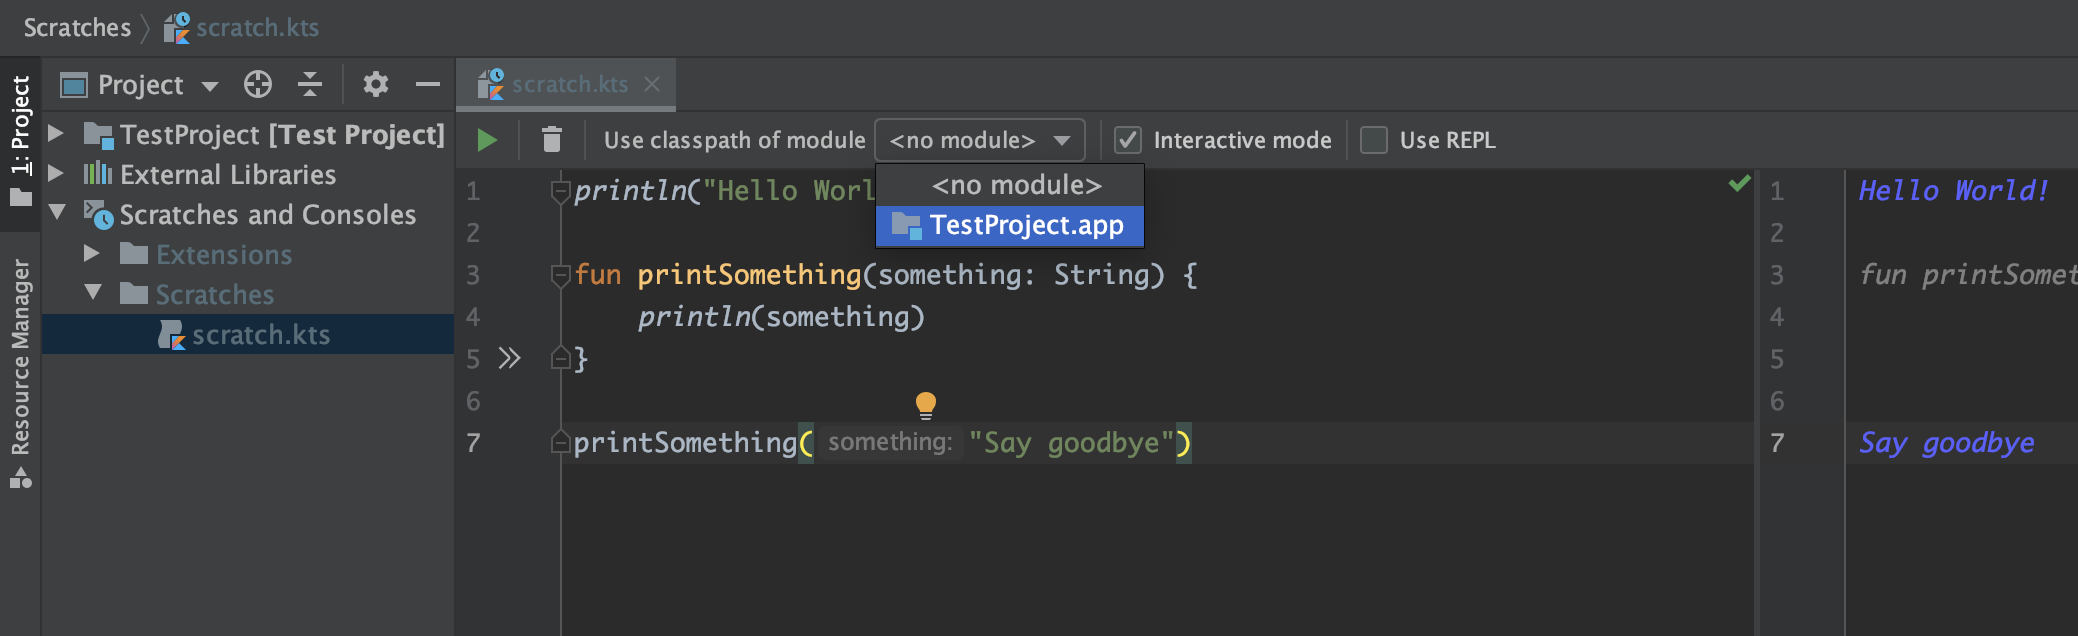 Scratches scratch.kts
1: Project
Resource Manager
Project
TestProject [Test Project]
External Libraries
Scratches and Consoles
Extensions
Scratches
scratch.kts
scratch.kts
Use classpath of module <no module> Interactive mode Use REPL
<no module>
TestProject.app
1 println("Hello Worl
2
3 fun printSomething(something: String) {
4 println(something)
5 }
6
7 printSomething( something: "Say goodbye")
1 Hello World!
2
3 fun printSomet
4
5
6
7 Say goodbye